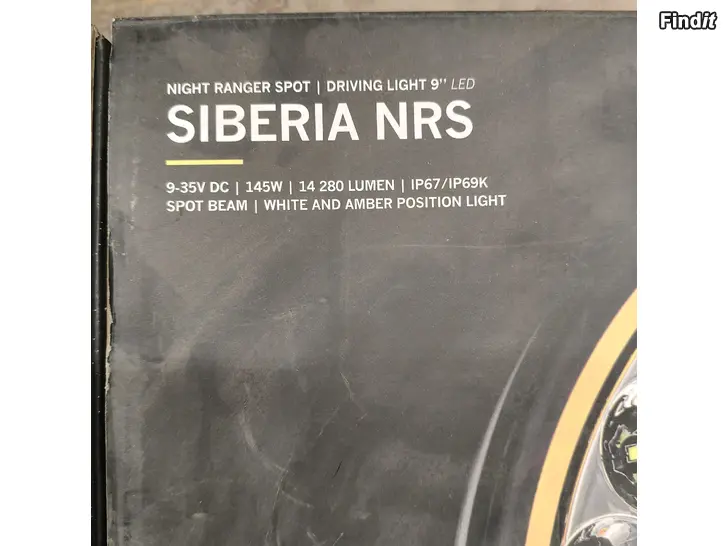 Findit
NIGHT RANGER SPOT | DRIVING LIGHT 9'' LED
SIBERIA NRS
9-35V DC | 145W | 14 280 LUMEN | IP67/IP69K
SPOT BEAM | WHITE AND AMBER POSITION LIGHT